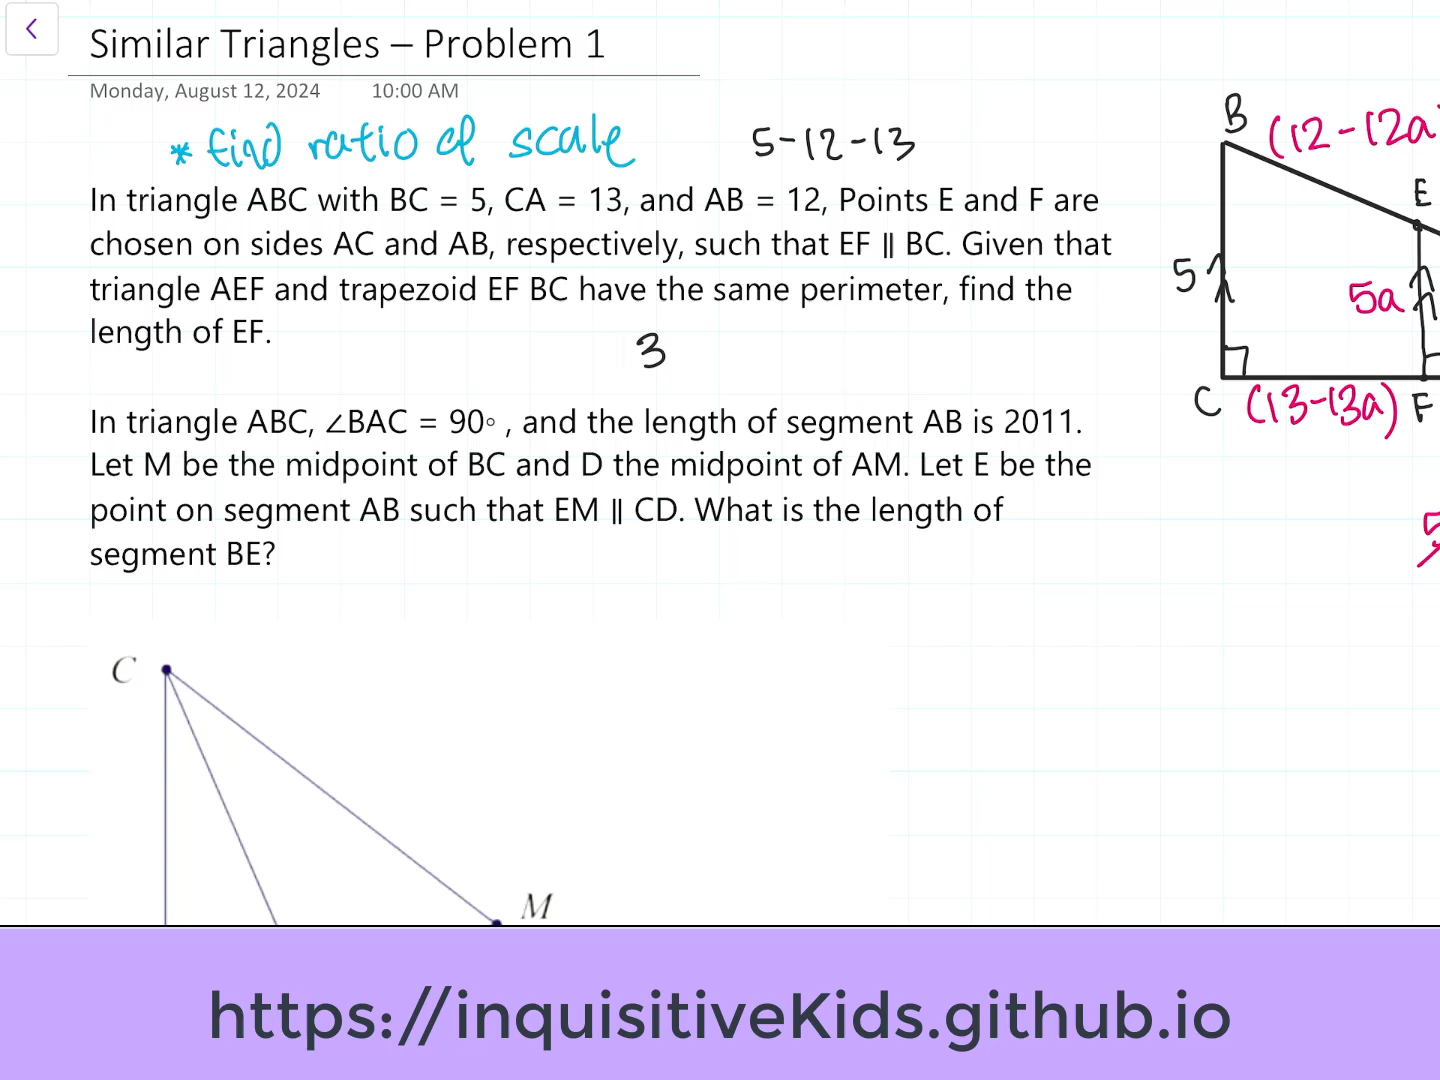 Similar Triangles – Problem 1
Monday, August 12, 2024 10:00 AM
* find ratio of scale 5-12-13
In triangle ABC with BC = 5, CA = 13, and AB = 12, Points E and F are
chosen on sides AC and AB, respectively, such that EF ∥ BC. Given that
triangle AEF and trapezoid EF BC have the same perimeter, find the
length of EF.
3
B (12-12a
E
5
5a
C (13-13a) F
In triangle ABC, ∠BAC = 90∘ , and the length of segment AB is 2011.
Let M be the midpoint of BC and D the midpoint of AM. Let E be the
point on segment AB such that EM ∥ CD. What is the length of
segment BE?
C
M
https://inquisitiveKids.github.io